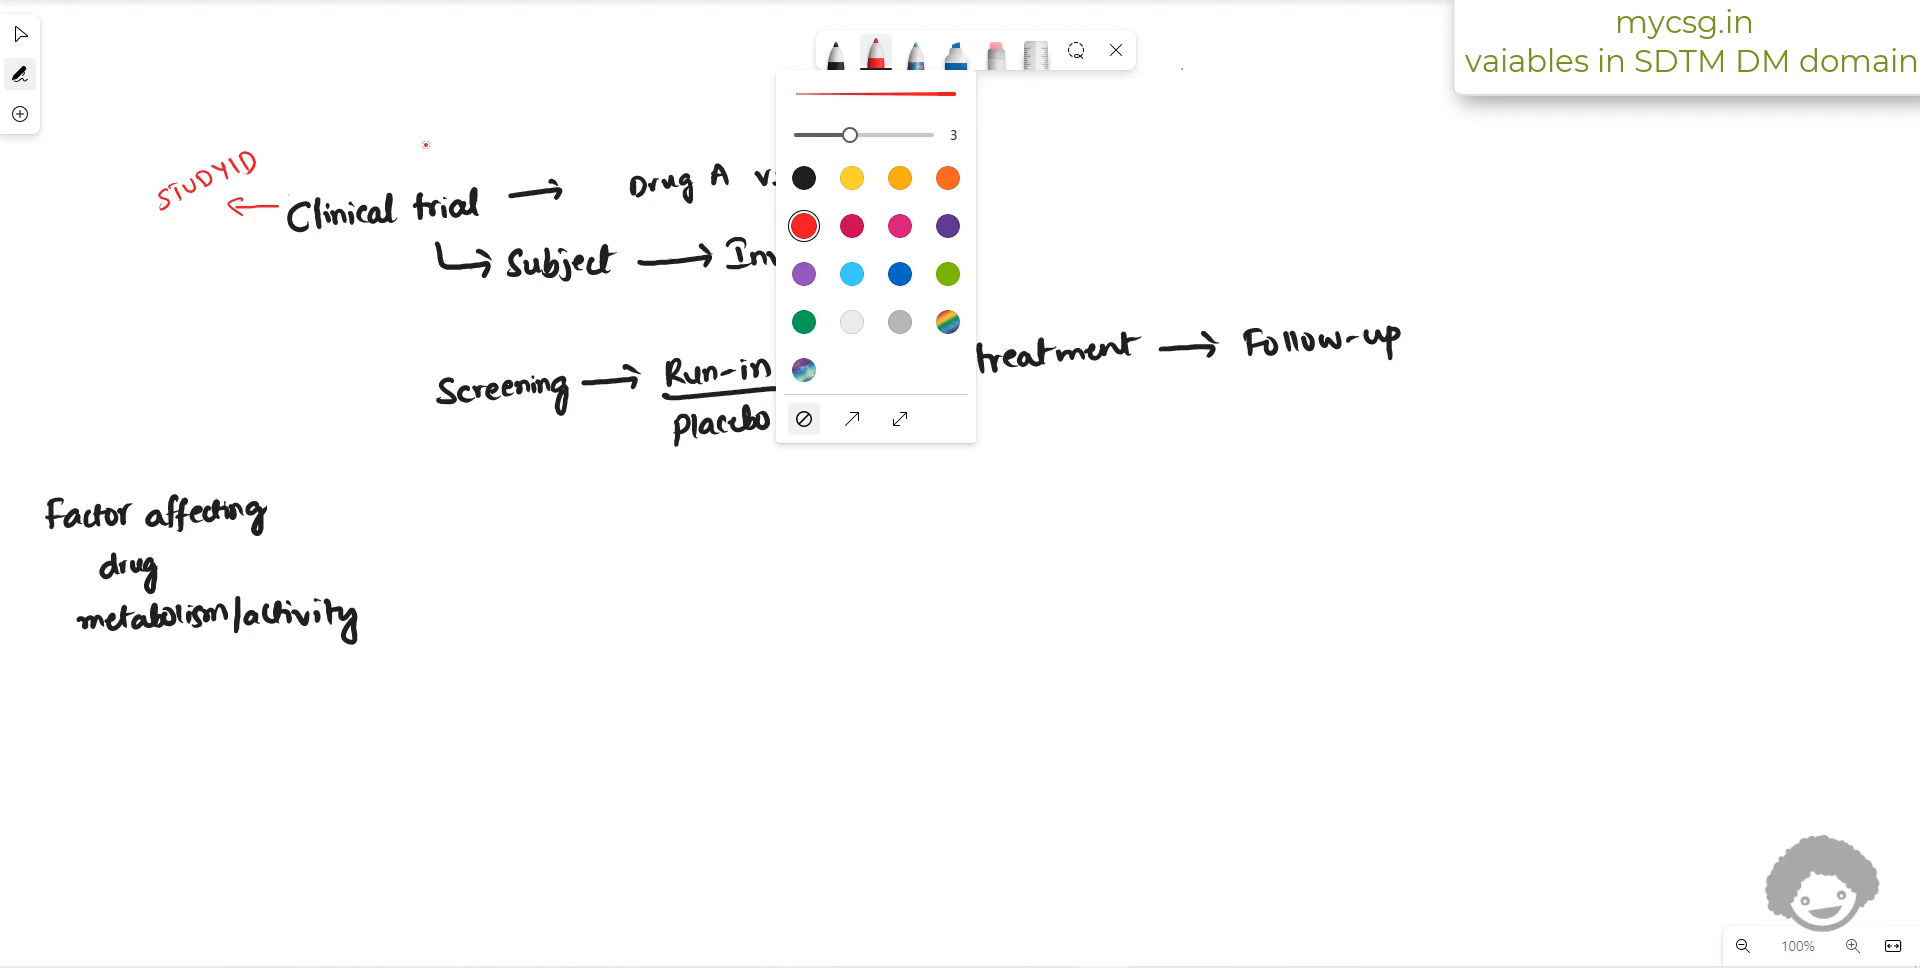 mycsg.in
vaiables in SDTM DM domain
3
STUDYID
Clinical trial → Drug A
Subject →
Screening → Run-in treatment → Follow-up
Placebo
Factor affecting
drug
metabolism/activity
100%